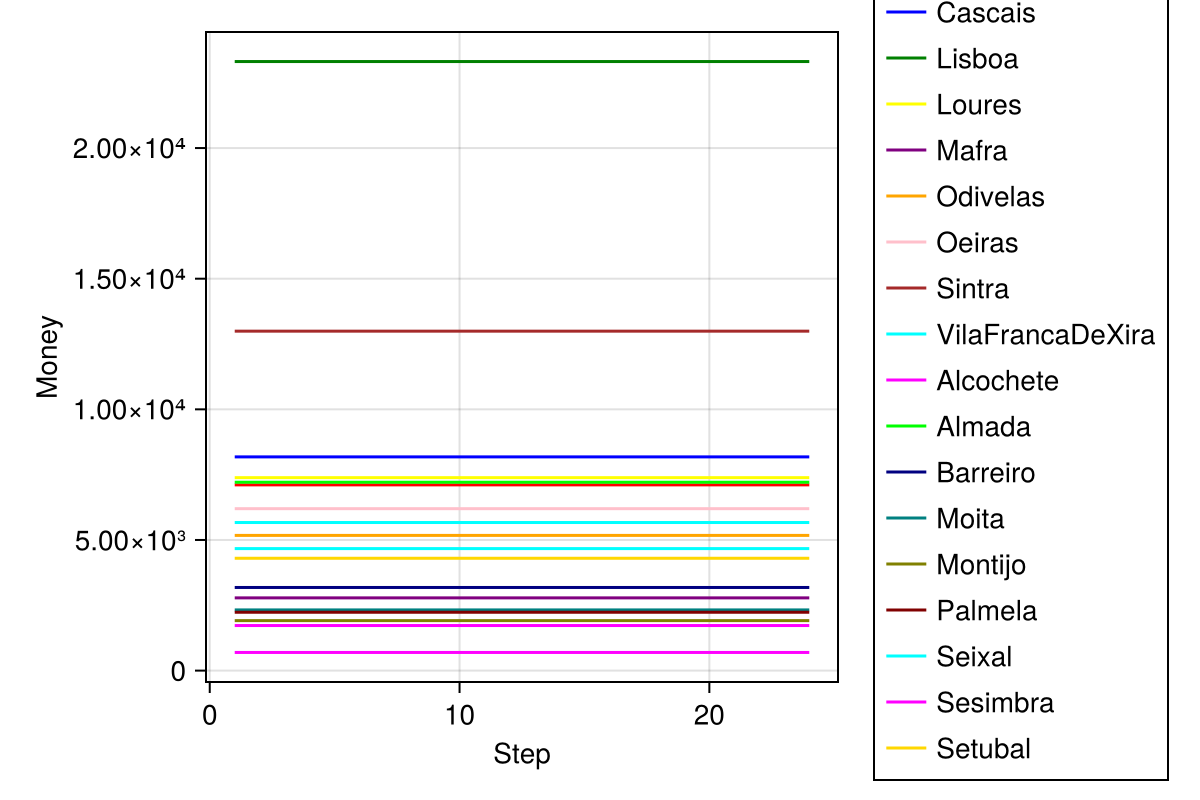 Cascais
Lisboa
Loures
Mafra
Odivelas
Oeiras
Sintra
VilaFrancaDeXira
Alcochete
Almada
Barreiro
Moita
Montijo
Palmela
Seixal
Sesimbra
Setubal
Money
2.00×10⁴
1.50×10⁴
1.00×10⁴
5.00×10³
0
0 10 20
Step